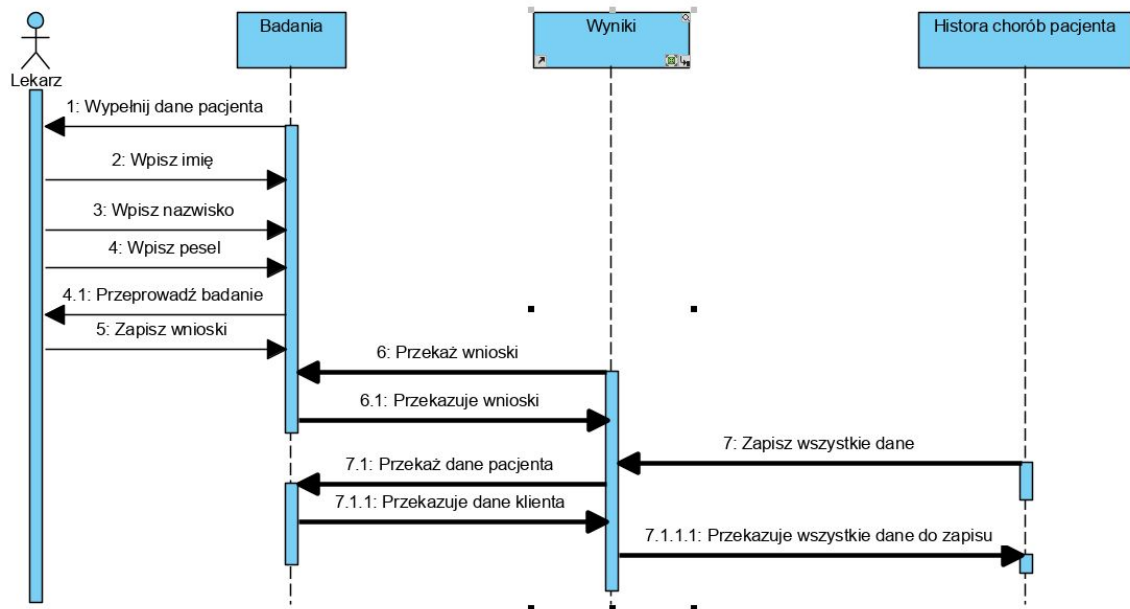 Badania
Wyniki
Histora chorób pacjenta
Lekarz
1: Wypełnij dane pacjenta
2: Wpisz imię
3: Wpisz nazwisko
4: Wpisz pesel
4.1: Przeprowadź badanie
5: Zapisz wnioski
6: Przekaż wnioski
6.1: Przekazuje wnioski
7: Zapisz wszystkie dane
7.1: Przekaż dane pacjenta
7.1.1: Przekazuje dane klienta
7.1.1.1: Przekazuje wszystkie dane do zapisu